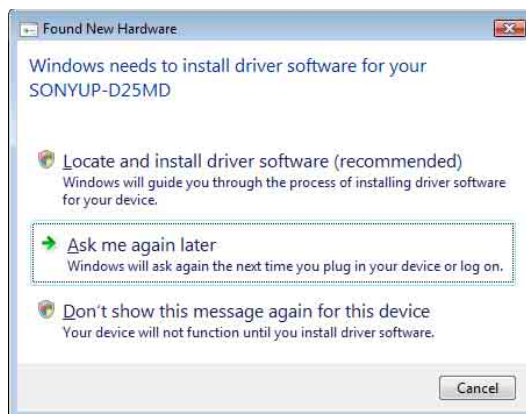 Found New Hardware
Windows needs to install driver software for your
SONYUP-D25MD
Locate and install driver software (recommended)
Windows will guide you through the process of installing driver software
for your device.
Ask me again later
Windows will ask again the next time you plug in your device or log on.
Don't show this message again for this device
Your device will not function until you install driver software.
Cancel